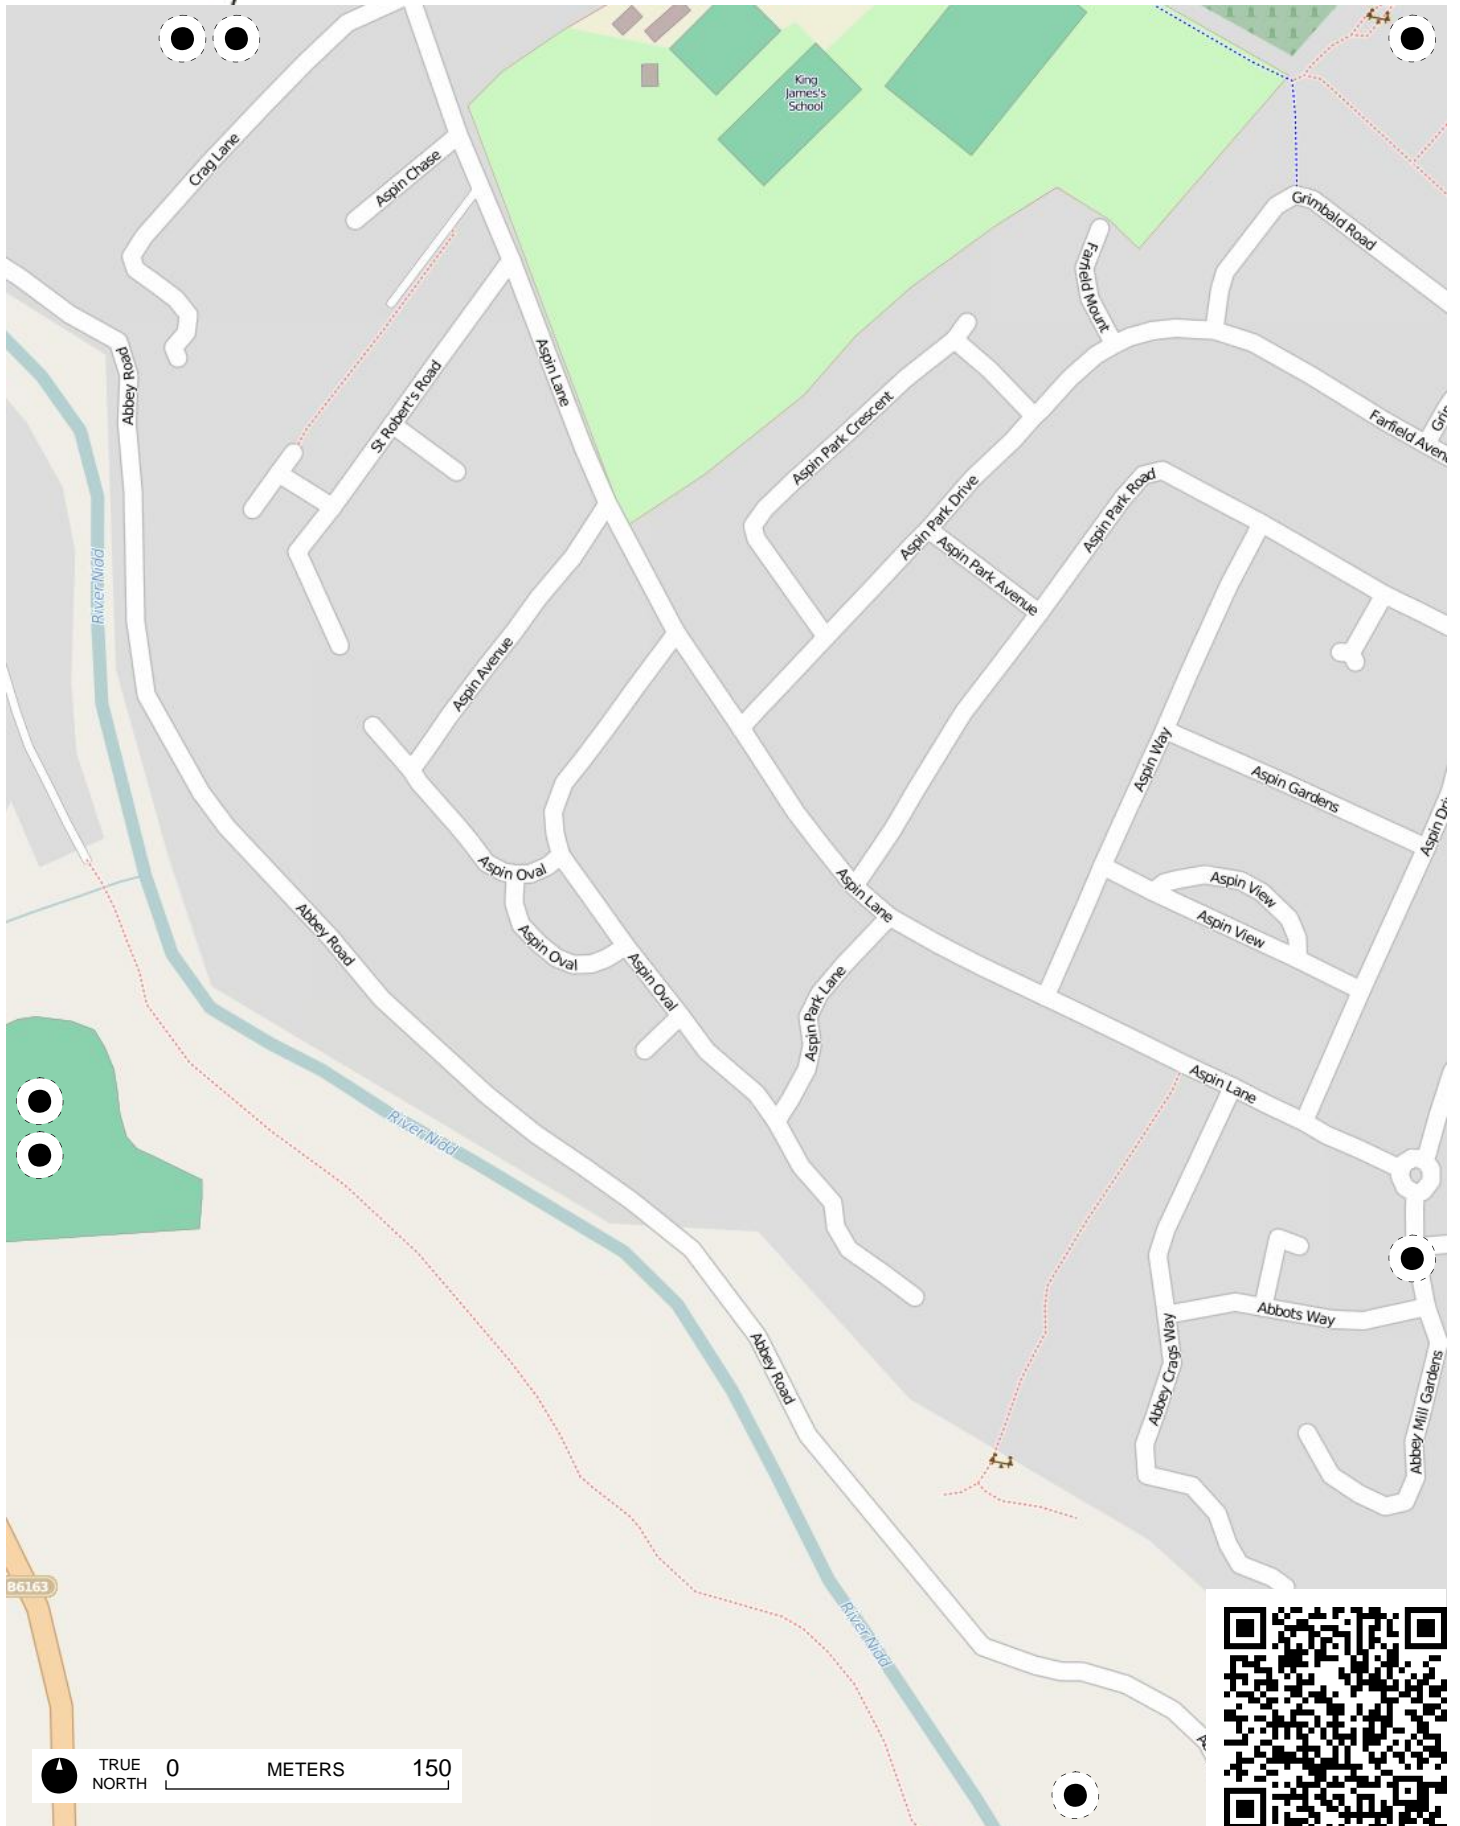 King
James's
School
Crag Lane
Aspin Chase
Grimbald Road
Farfield Mount
Abbey Road
Aspin Lane
St Robert's Road
Aspin Park Crescent
Farfield Aven
Aspin Park Drive
Aspin Park Road
River Nidd
Aspin Park Avenue
Aspin Avenue
Aspin Way
Aspin Gardens
Aspin Dri
Aspin Oval
Aspin Lane
Aspin View
Aspin View
Abbey Road
Aspin Oval
Aspin Oval
Aspin Park Lane
Aspin Lane
River Nidd
Abbots Way
Abbey Road
Abbey Crags Way
Abbey Mill Gardens
B6163
River Nidd
TRUE
NORTH
0 METERS 150